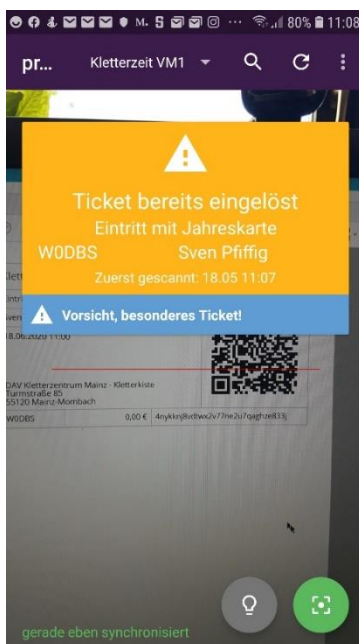 M. 5 ... 80% 11:08
pr... Kletterzeit VM1
Ticket bereits eingelöst
Eintritt mit Jahreskarte
W0DBS Sven Pfiffig
Zuerst gescannt: 18.05 11:07
Vorsicht, besonderes Ticket!
18.06.2020 11:00
DAV Kletterzentrum Mainz - Kletterkiste
Turmstraße 85
55120 Mainz-Mombach
W0DBS 0,00 € 4nykknj8vdtwx2v77ne2u7qaghze833j
gerade eben synchronisiert